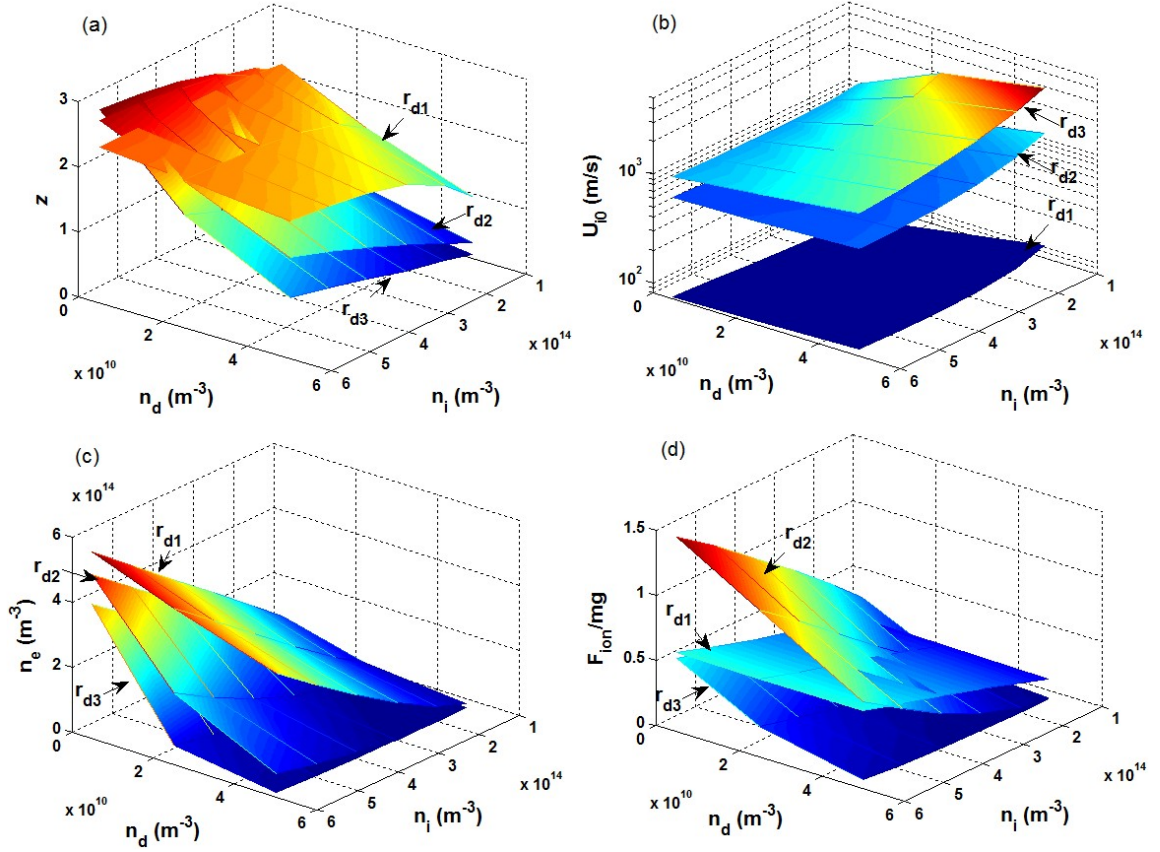 (a)
3
2
1
0
z
r_d1
r_d2
r_d3
0
2
4
6
x 10^10
n_d (m^-3)
6
5
4
3
2
1
x 10^14
n_i (m^-3)
(b)
10^3
10^2
U_i0 (m/s)
r_d3
r_d2
r_d1
0
2
4
6
x 10^10
n_d (m^-3)
6
5
4
3
2
1
x 10^14
n_i (m^-3)
(c)
x 10^14
6
4
2
0
n_e (m^-3)
r_d1
r_d2
r_d3
0
2
4
6
x 10^10
n_d (m^-3)
6
5
4
3
2
1
x 10^14
n_i (m^-3)
(d)
1.5
1
0.5
0
F_ion/mg
r_d2
r_d1
r_d3
0
2
4
6
x 10^10
n_d (m^-3)
6
5
4
3
2
1
x 10^14
n_i (m^-3)